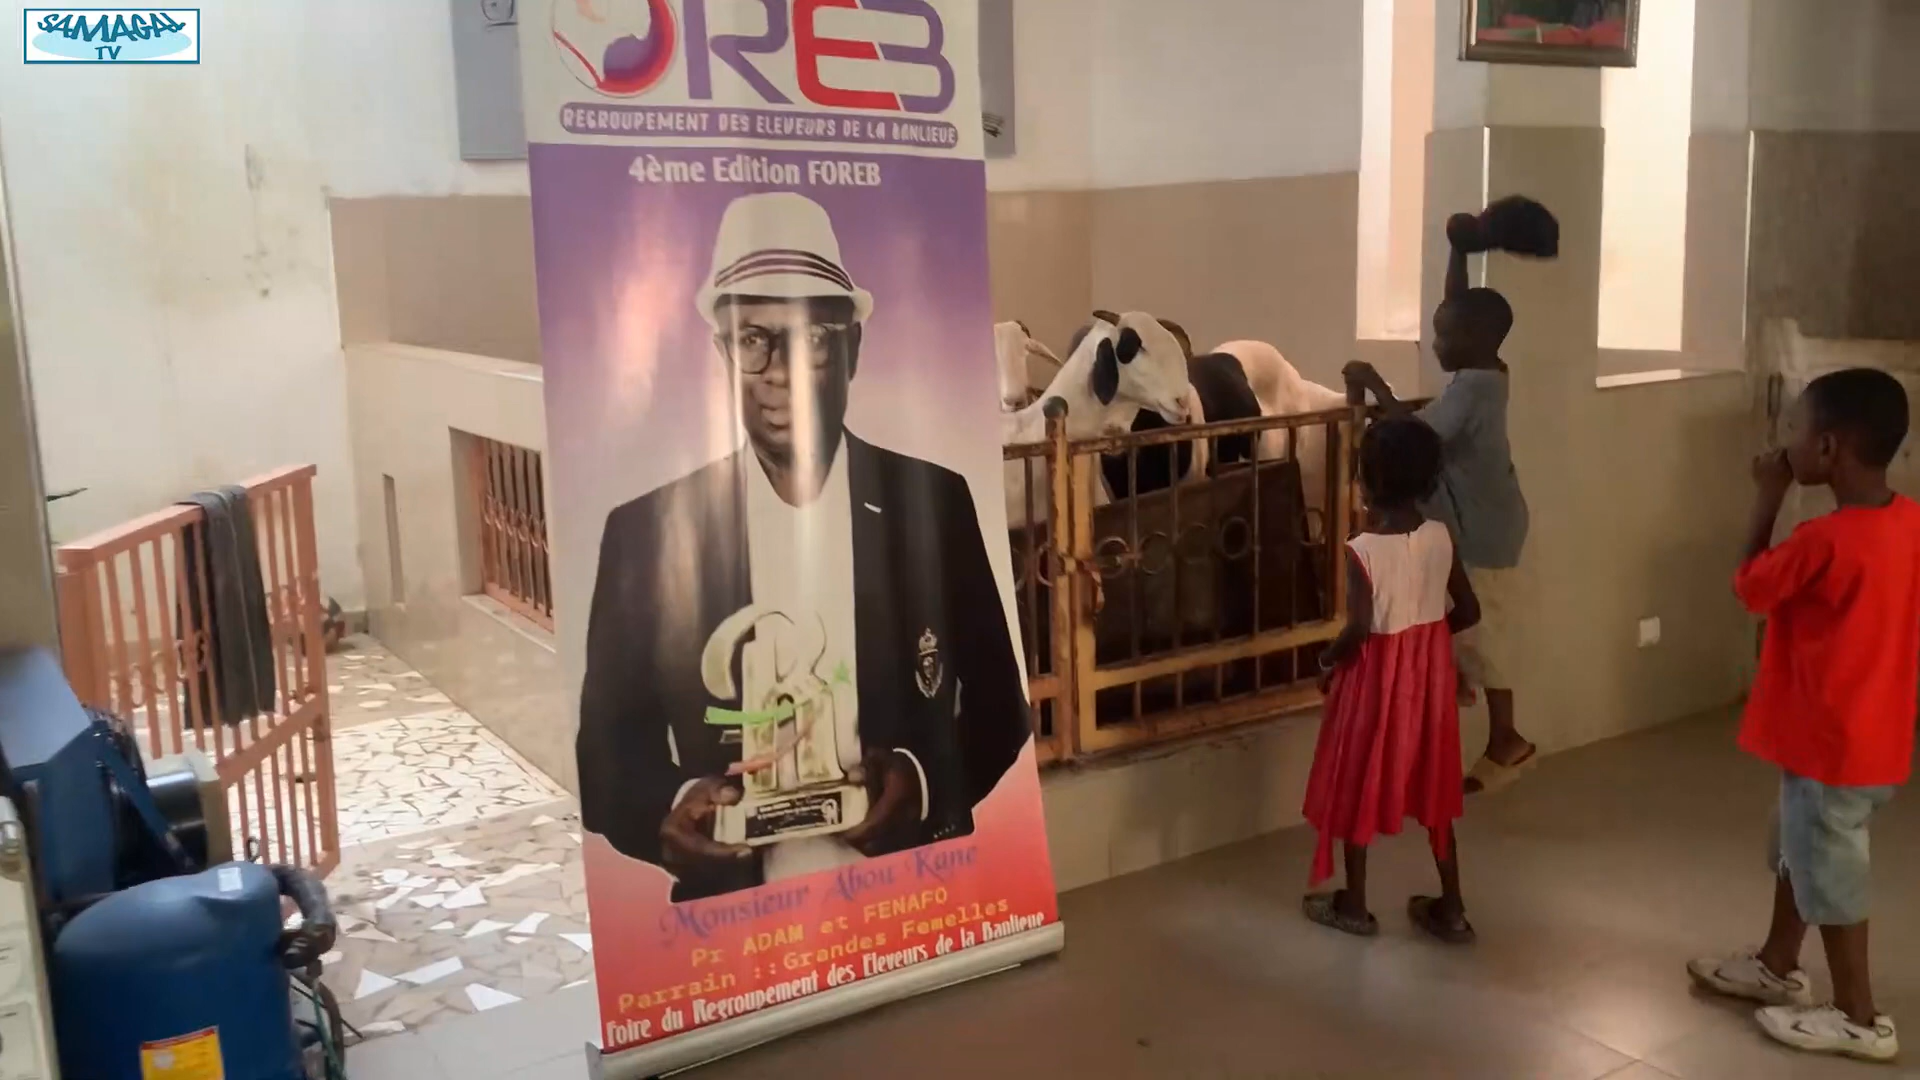 SAMAGAL
TV
OREB
REGROUPEMENT DES ELEVEURS DE LA BANLIEUE
4ème Edition FOREB
Monsieur Abou Kane
Pr ADAM et FENAFO
Parrain ::Grandes Femelles
Foire du Regroupement des Eleveurs de la Banlieue